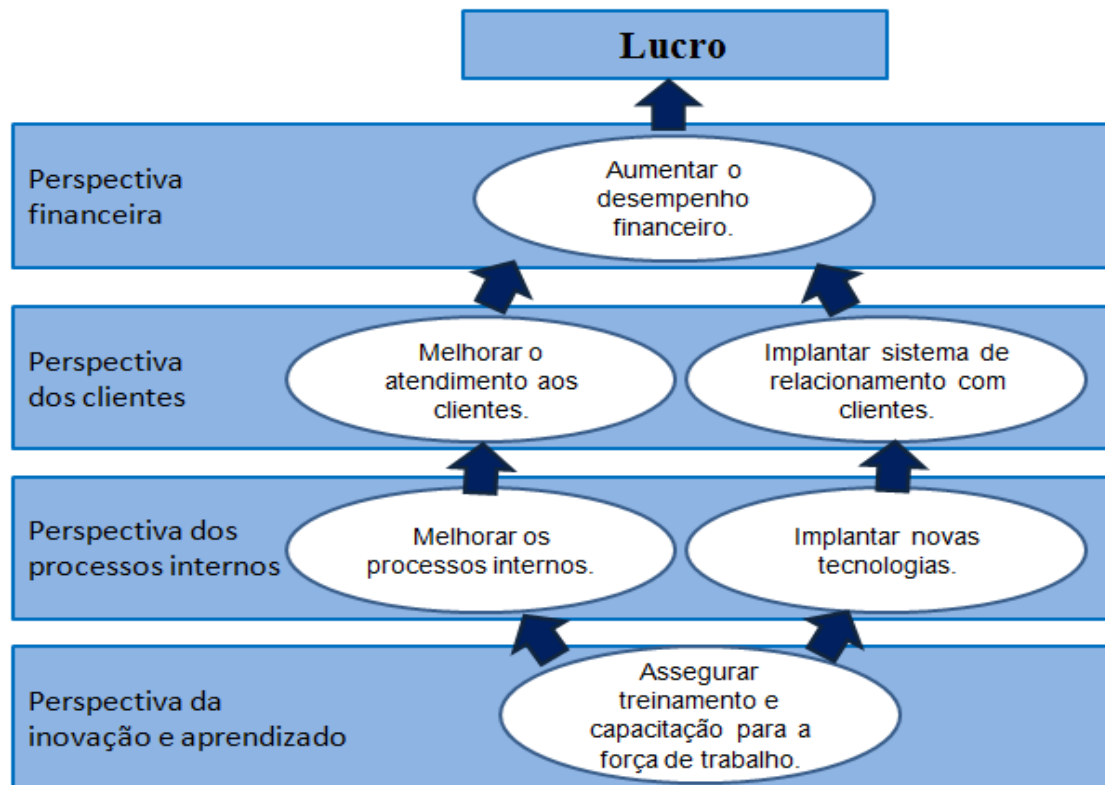 Lucro
Perspectiva
financeira
Aumentar o
desempenho
financeiro.
Perspectiva
dos clientes
Melhorar o
atendimento aos
clientes.
Implantar sistema de
relacionamento com
clientes.
Perspectiva dos
processos internos
Melhorar os
processos internos.
Implantar novas
tecnologias.
Perspectiva da
inovação e aprendizado
Assegurar
treinamento e
capacitação para a
força de trabalho.